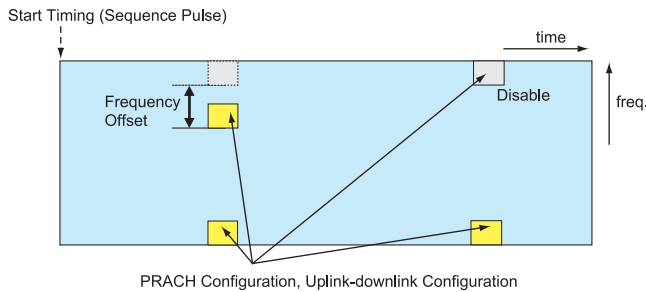 Start Timing (Sequence Pulse)
time
Frequency
Offset
Disable
freq.
PRACH Configuration, Uplink-downlink Configuration